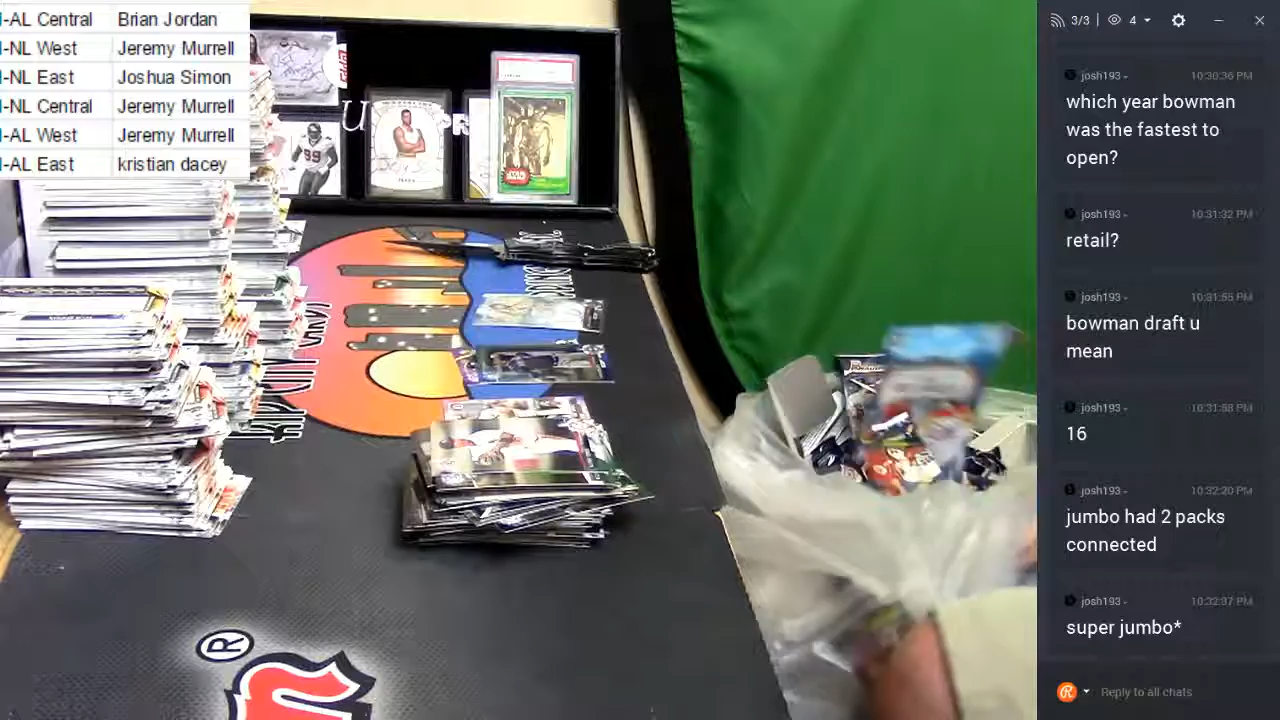 I-AL Central Brian Jordan
I-NL West Jeremy Murrell
I-NL East Joshua Simon
I-NL Central Jeremy Murrell
I-AL West Jeremy Murrell
I-AL East kristian dacey
3/3 4
josh193 - 10:30:36 PM
which year bowman
was the fastest to
open?
josh193 - 10:31:32 PM
retail?
josh193 - 10:31:55 PM
bowman draft u
mean
josh193 - 10:31:58 PM
16
josh193 - 10:32:20 PM
jumbo had 2 packs
connected
josh193 - 10:32:37 PM
super jumbo*
Reply to all chats
99
®